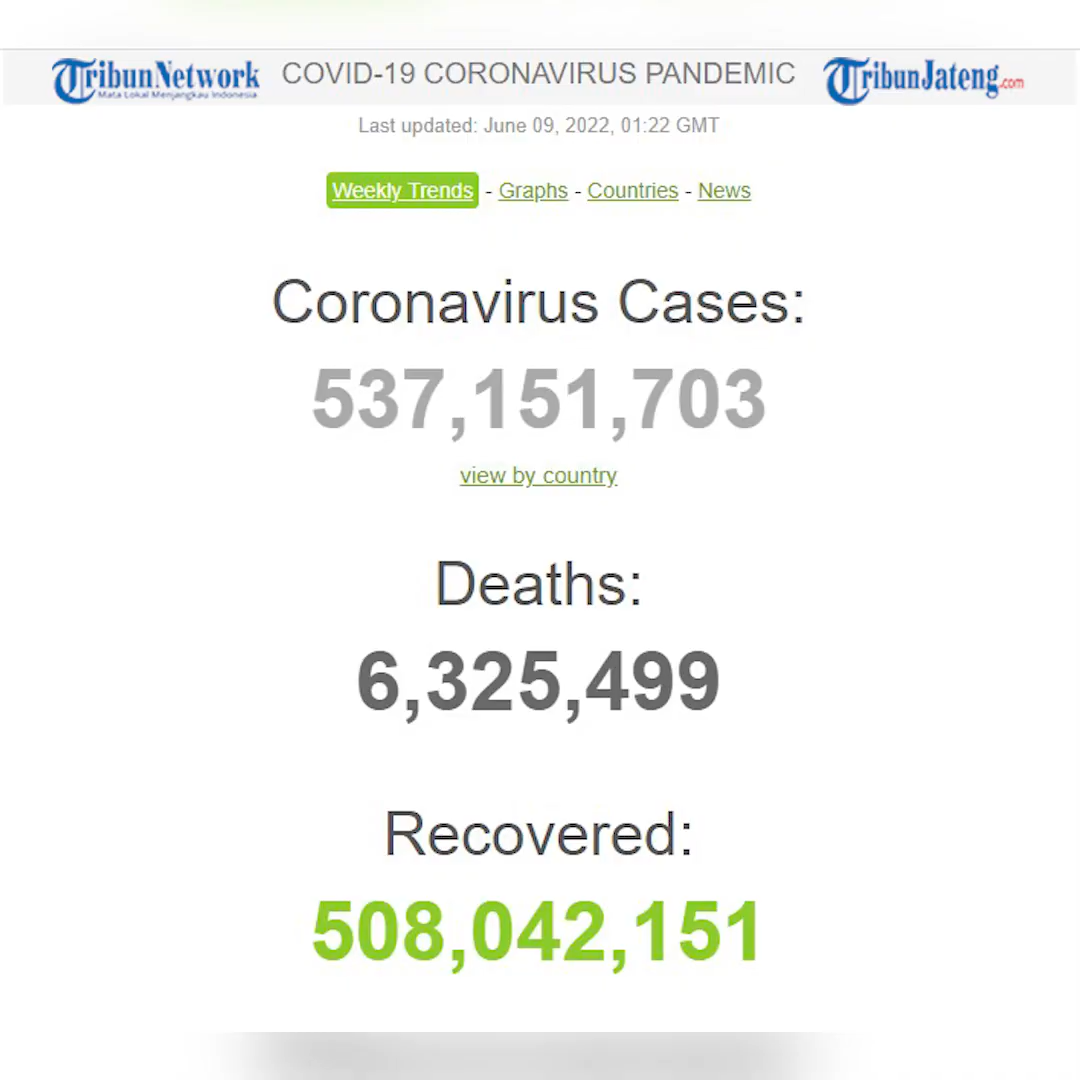 TribunNetwork COVID-19 CORONAVIRUS PANDEMIC TribunJateng.com
Mata Lokal Menjangkau Indonesia
Last updated: June 09, 2022, 01:22 GMT
Weekly Trends - Graphs - Countries - News
Coronavirus Cases:
537,151,703
view by country
Deaths:
6,325,499
Recovered:
508,042,151